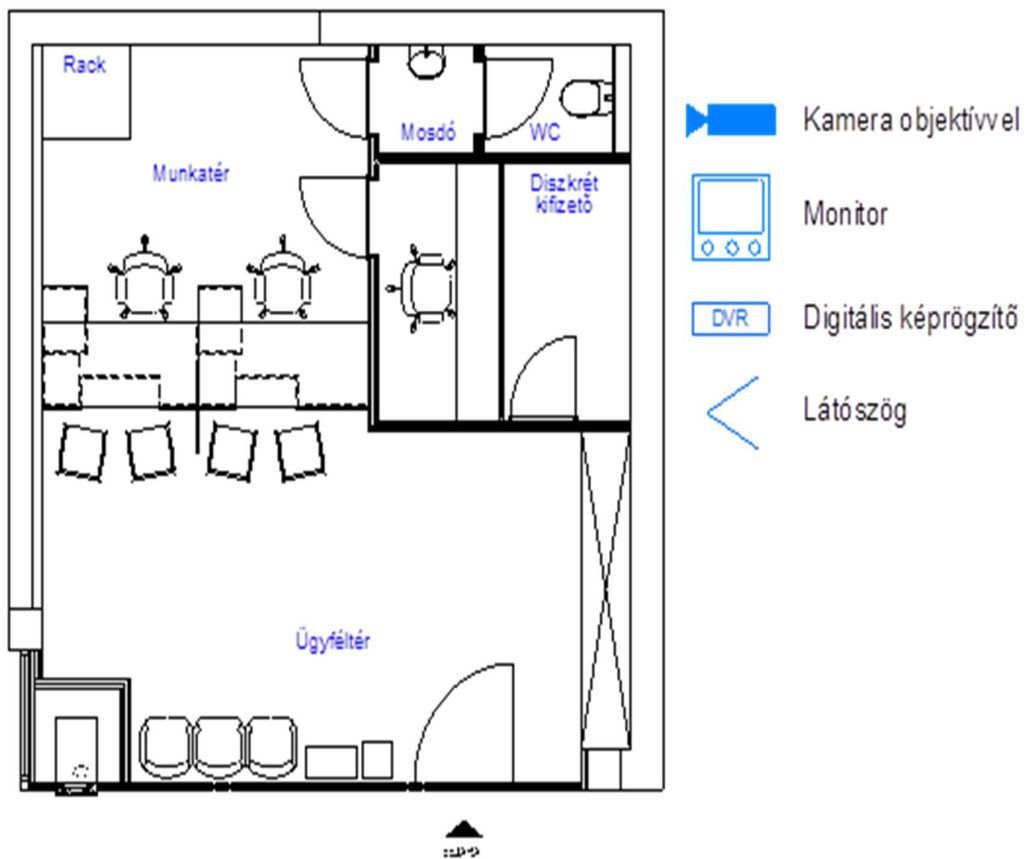 Rack
Mosdó
WC
Munkatér
Diszkrét
kifizető
Ügyféltér
Kamera objektívvel
Monitor
DVR
Digitális képrögzítő
Látószög